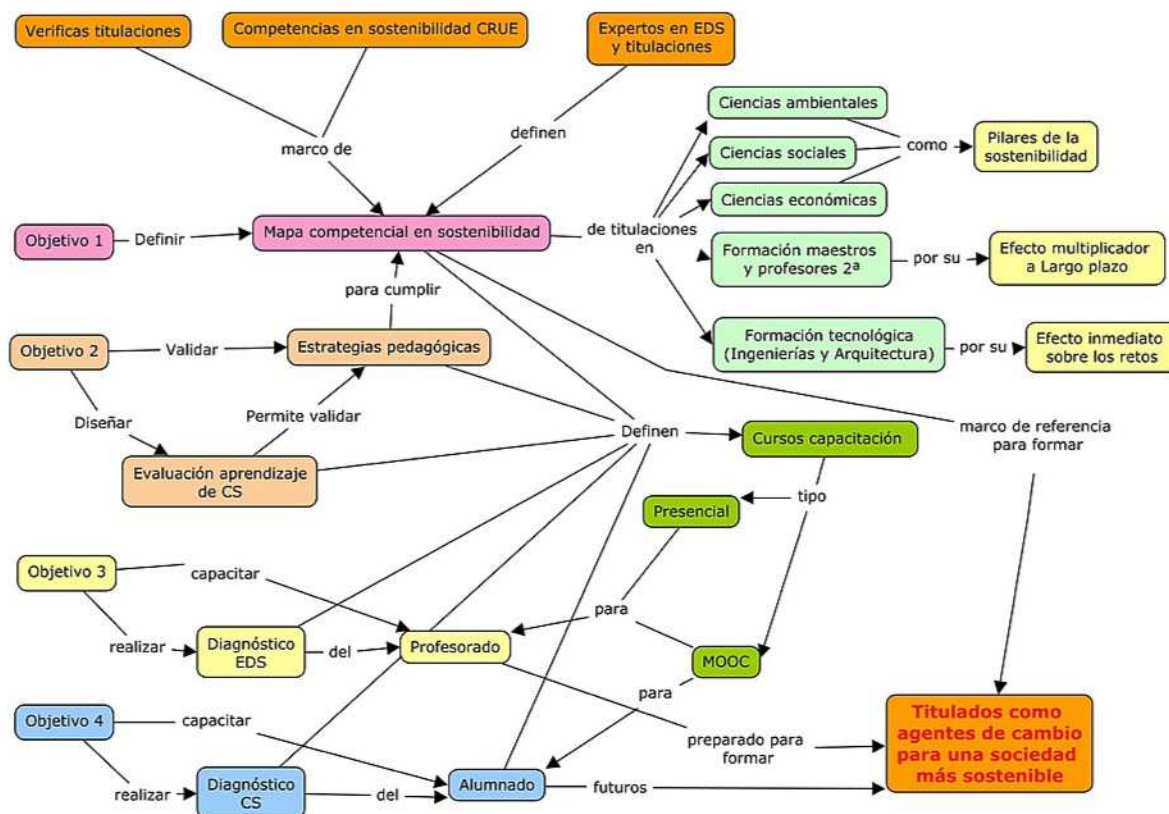 Verificas titulaciones
Competencias en sostenibilidad CRUE
Expertos en EDS
y titulaciones
marco de
definen
Ciencias ambientales
Ciencias sociales
Ciencias económicas
como
Pilares de la
sostenibilidad
Objetivo 1
Definir
Mapa competencial en sostenibilidad
de titulaciones
en
Formación maestros
y profesores 2ª
por su
Efecto multiplicador
a Largo plazo
para cumplir
Objetivo 2
Validar
Estrategias pedagógicas
Formación tecnológica
(Ingenierías y Arquitectura)
por su
Efecto inmediato
sobre los retos
Diseñar
Permite validar
Evaluación aprendizaje
de CS
Definen
Cursos capacitación
marco de referencia
para formar
tipo
Presencial
Objetivo 3
capacitar
para
realizar
Diagnóstico
EDS
del
Profesorado
MOOC
para
Objetivo 4
capacitar
preparado para
formar
Titulados como
agentes de cambio
para una sociedad
más sostenible
realizar
Diagnóstico
CS
del
Alumnado
futuros